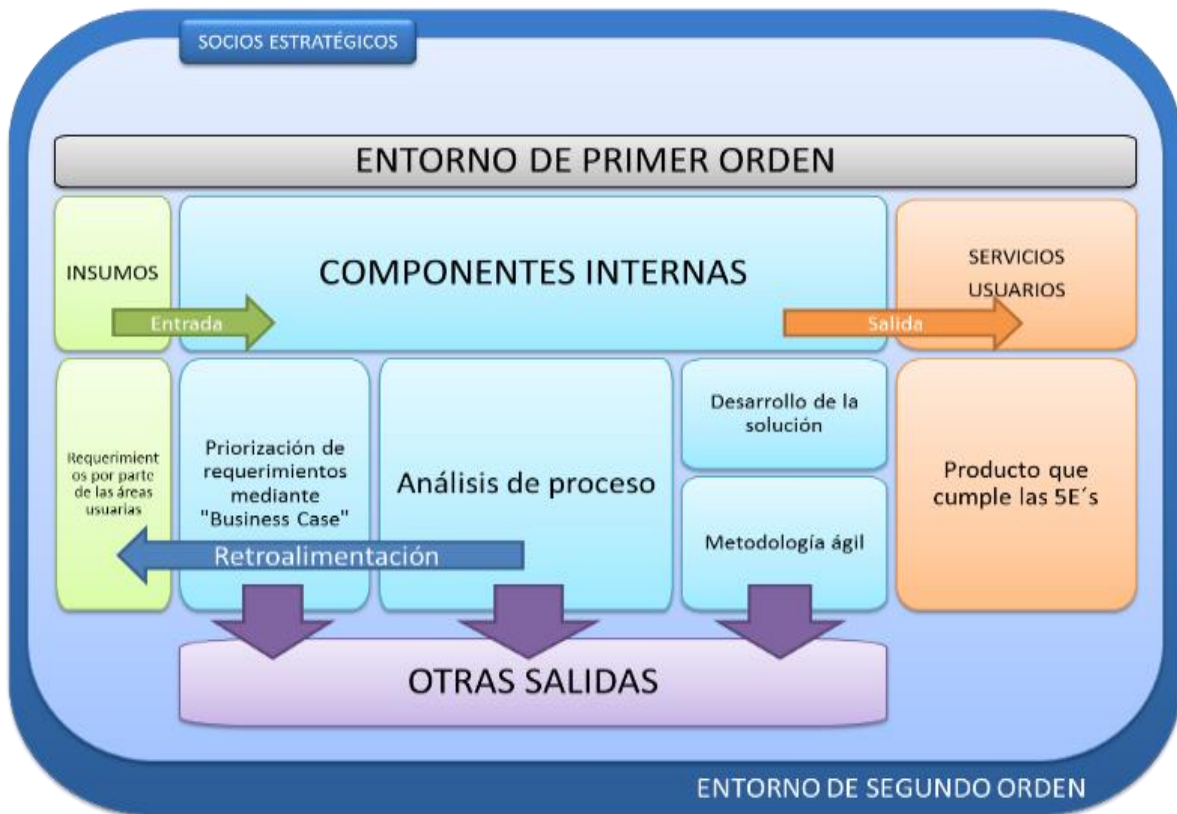 SOCIOS ESTRATÉGICOS
ENTORNO DE PRIMER ORDEN
INSUMOS
COMPONENTES INTERNAS
SERVICIOS
USUARIOS
Entrada
Salida
Requerimient
os por parte
de las áreas
usuarias
Priorización de
requerimientos
mediante
"Business Case"
Análisis de proceso
Desarrollo de la
solución
Metodología ágil
Producto que
cumple las 5E´s
Retroalimentación
OTRAS SALIDAS
ENTORNO DE SEGUNDO ORDEN